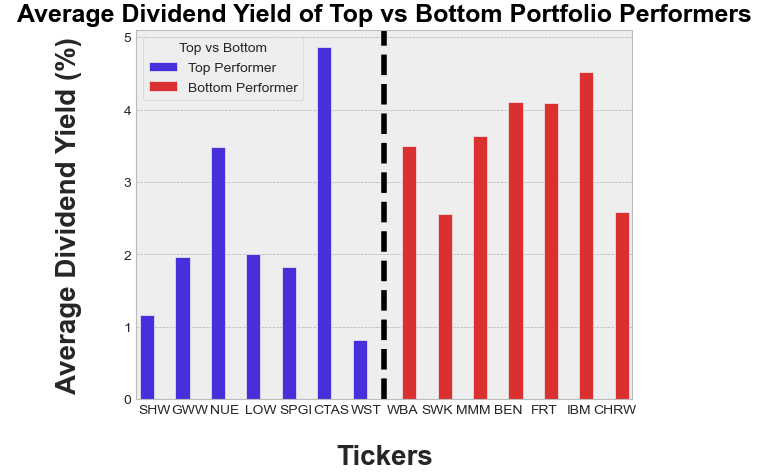 Average Dividend Yield of Top vs Bottom Portfolio Performers
Average Dividend Yield (%)
5
4
3
2
1
0
Top vs Bottom
Top Performer
Bottom Performer
SHW GWW NUE LOW SPGI CTAS WST WBA SWK MMM BEN FRT IBM CHRW
Tickers